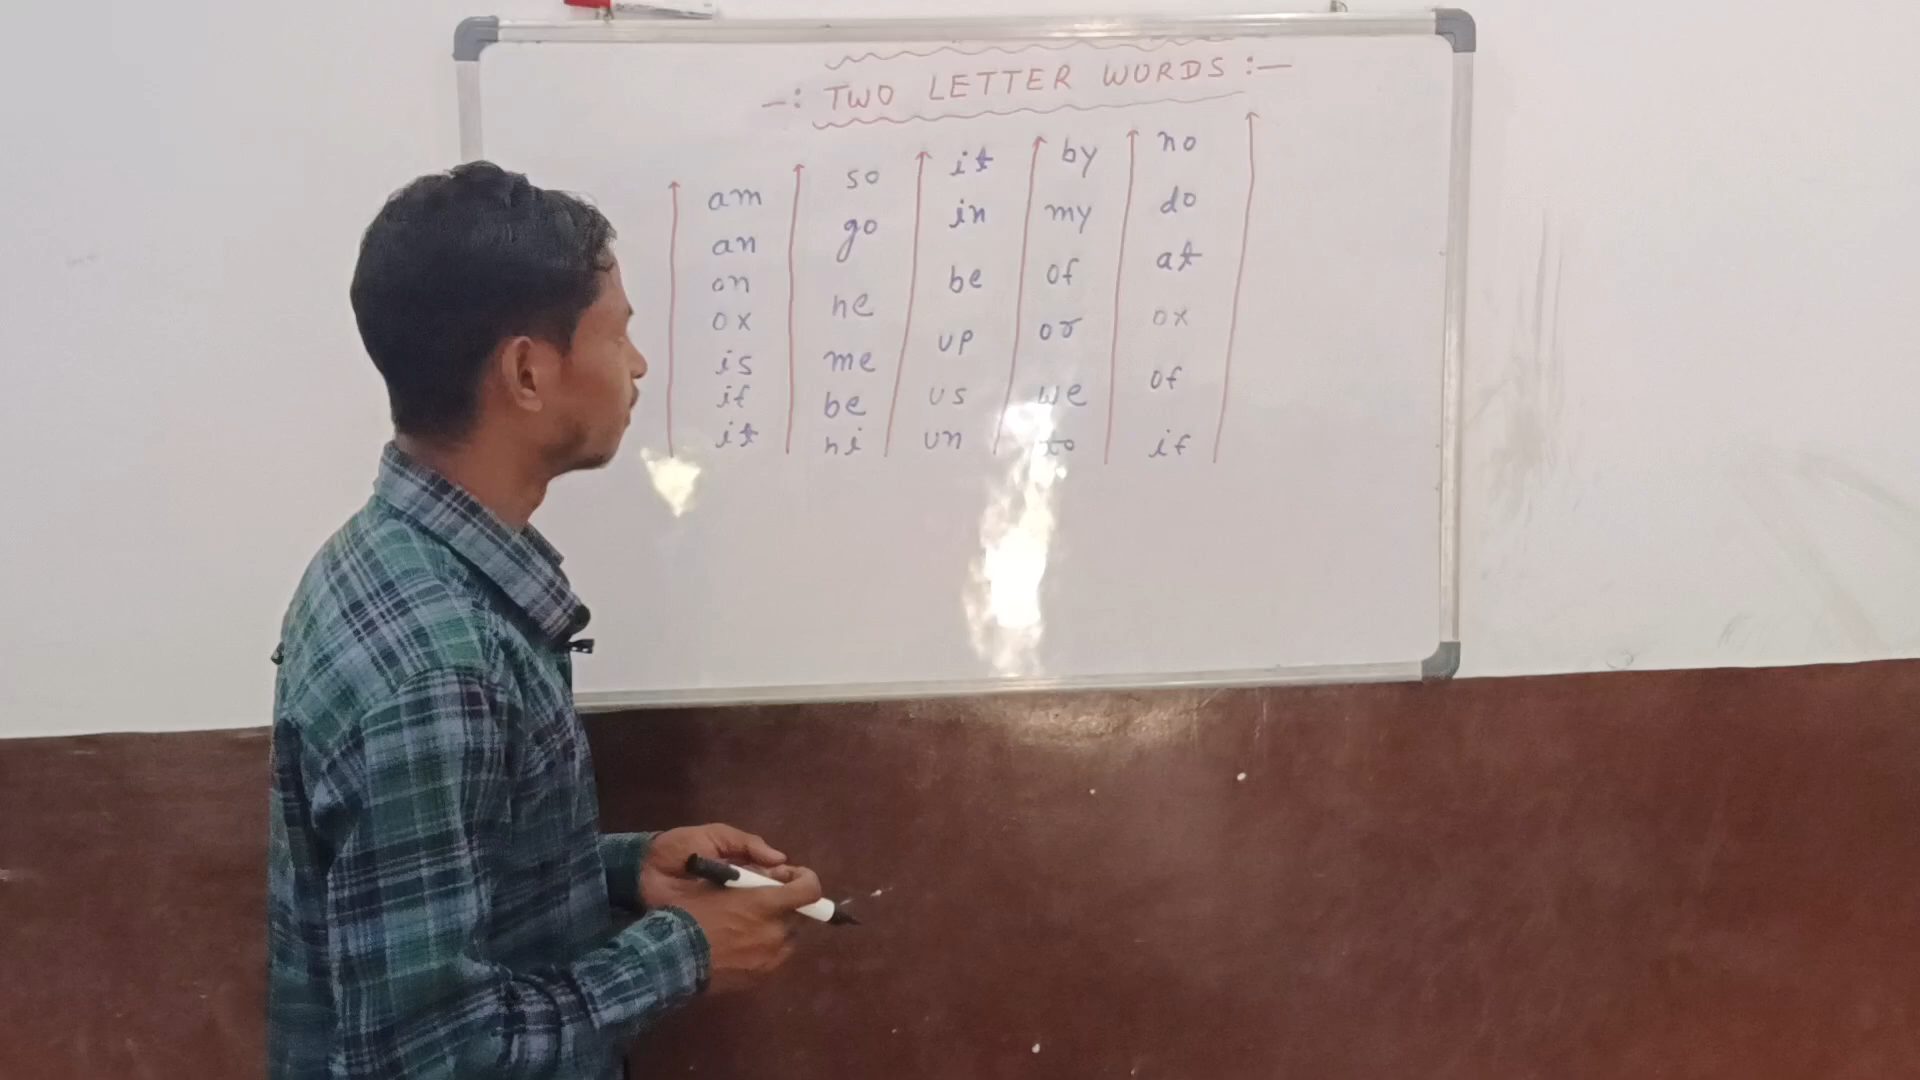 -: TWO LETTER WORDS :-
am so it by no
an go in my do
on he be of at
ox me up or ox
is be us we of
if hi un to if
it